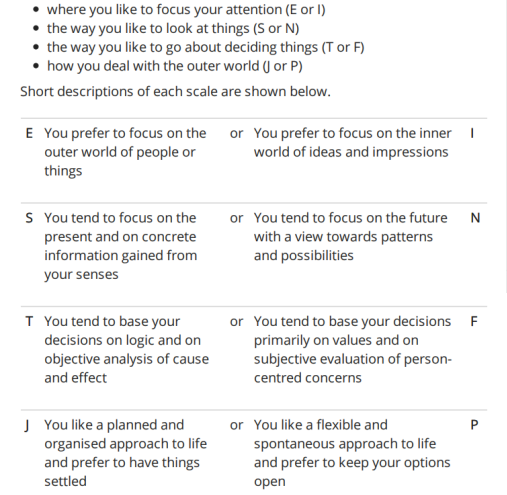 • where you like to focus your attention (E or I)
• the way you like to look at things (S or N)
• the way you like to go about deciding things (T or F)
• how you deal with the outer world (J or P)
Short descriptions of each scale are shown below.
E You prefer to focus on the or You prefer to focus on the inner I
outer world of people or world of ideas and impressions
things
S You tend to focus on the or You tend to focus on the future N
present and on concrete with a view towards patterns
information gained from and possibilities
your senses
T You tend to base your or You tend to base your decisions F
decisions on logic and on primarily on values and on
objective analysis of cause subjective evaluation of person-
and effect centred concerns
J You like a planned and or You like a flexible and P
organised approach to life spontaneous approach to life
and prefer to have things and prefer to keep your options
settled open